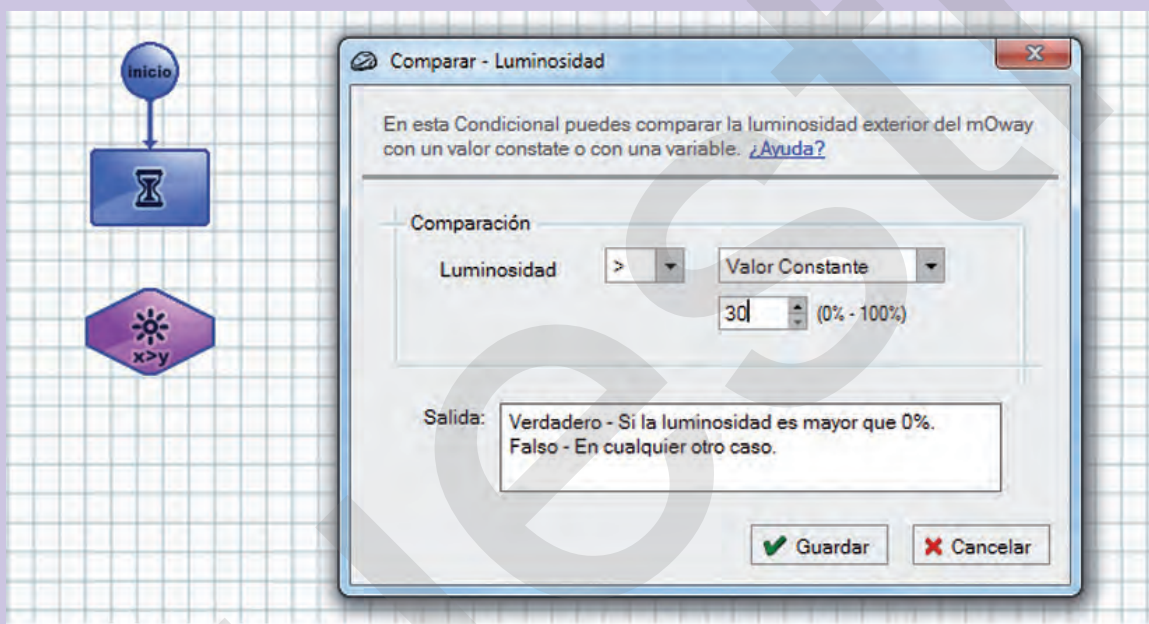 inicio
x>y
Comparar - Luminosidad
En esta Condicional puedes comparar la luminosidad exterior del mOway
con un valor constate o con una variable. ¿Ayuda?
Comparación
Luminosidad > Valor Constante
30 (0% - 100%)
Salida: Verdadero - Si la luminosidad es mayor que 0%.
Falso - En cualquier otro caso.
Guardar Cancelar